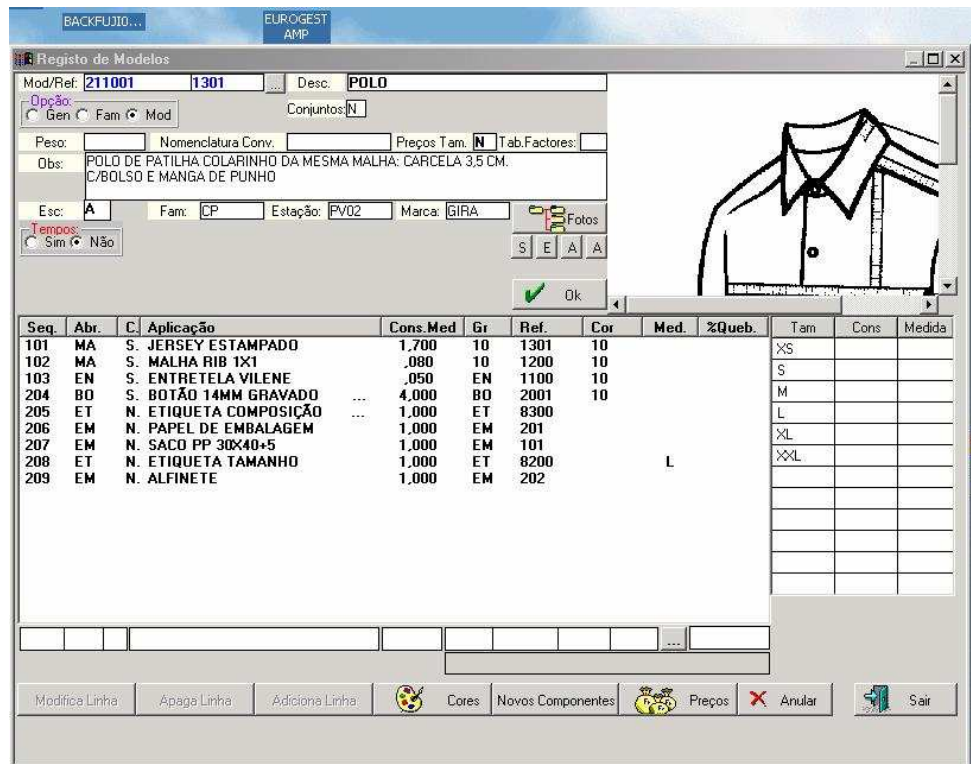 BACKFUJI0...
EUROGEST AMP
Registo de Modelos
Mod/Ref: 211001 1301 ... Desc. POLO
Opção:
Gen Fam Mod Conjuntos: N
Peso: Nomenclatura Conv. Preços Tam. N Tab.Factores:
Obs: POLO DE PATILHA COLARINHO DA MESMA MALHA: CARCELA 3,5 CM.
C/BOLSO E MANGA DE PUNHO
Esc: A Fam: CP Estação: PV02 Marca: GIRA Fotos
Tempos:
Sim Não
S E A A
Ok
Seq. Abr. C. Aplicação Cons.Med Gr Ref. Cor Med. %Queb. Tam Cons Medida
101 MA S. JERSEY ESTAMPADO 1,700 10 1301 10
102 MA S. MALHA RIB 1X1 ,080 10 1200 10
103 EN S. ENTRETELA VILENE ,050 EN 1100 10
204 BO S. BOTÃO 14MM GRAVADO ... 4,000 BO 2001 10
205 ET N. ETIQUETA COMPOSIÇÃO ... 1,000 ET 8300
206 EM N. PAPEL DE EMBALAGEM 1,000 EM 201
207 EM N. SACO PP 30X40+5 1,000 EM 101
208 ET N. ETIQUETA TAMANHO 1,000 ET 8200 L
209 EM N. ALFINETE 1,000 EM 202
XS
S
M
L
XL
XXL
...
Modifica Linha Apaga Linha Adiciona Linha Cores Novos Componentes Preços Anular Sair